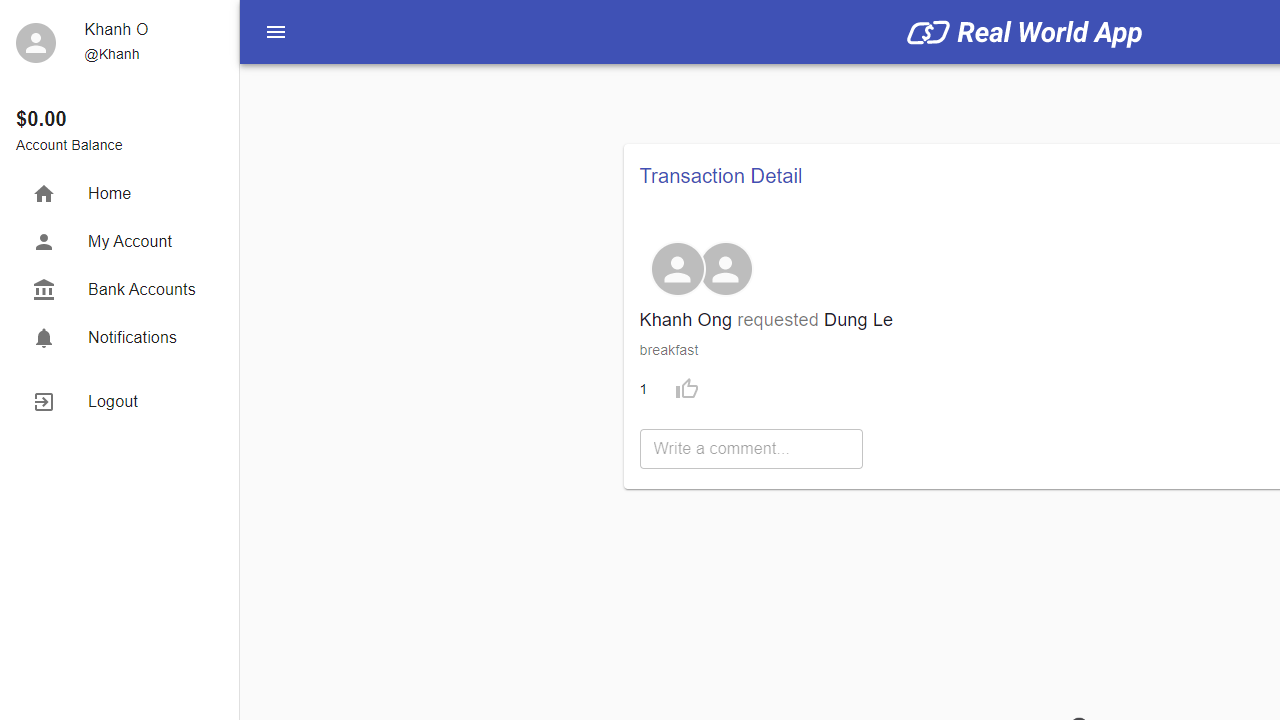 Khanh O
@Khanh
$0.00
Account Balance
Home
My Account
Bank Accounts
Notifications
Logout
Real World App
Transaction Detail
Khanh Ong requested Dung Le
breakfast
1
Write a comment...